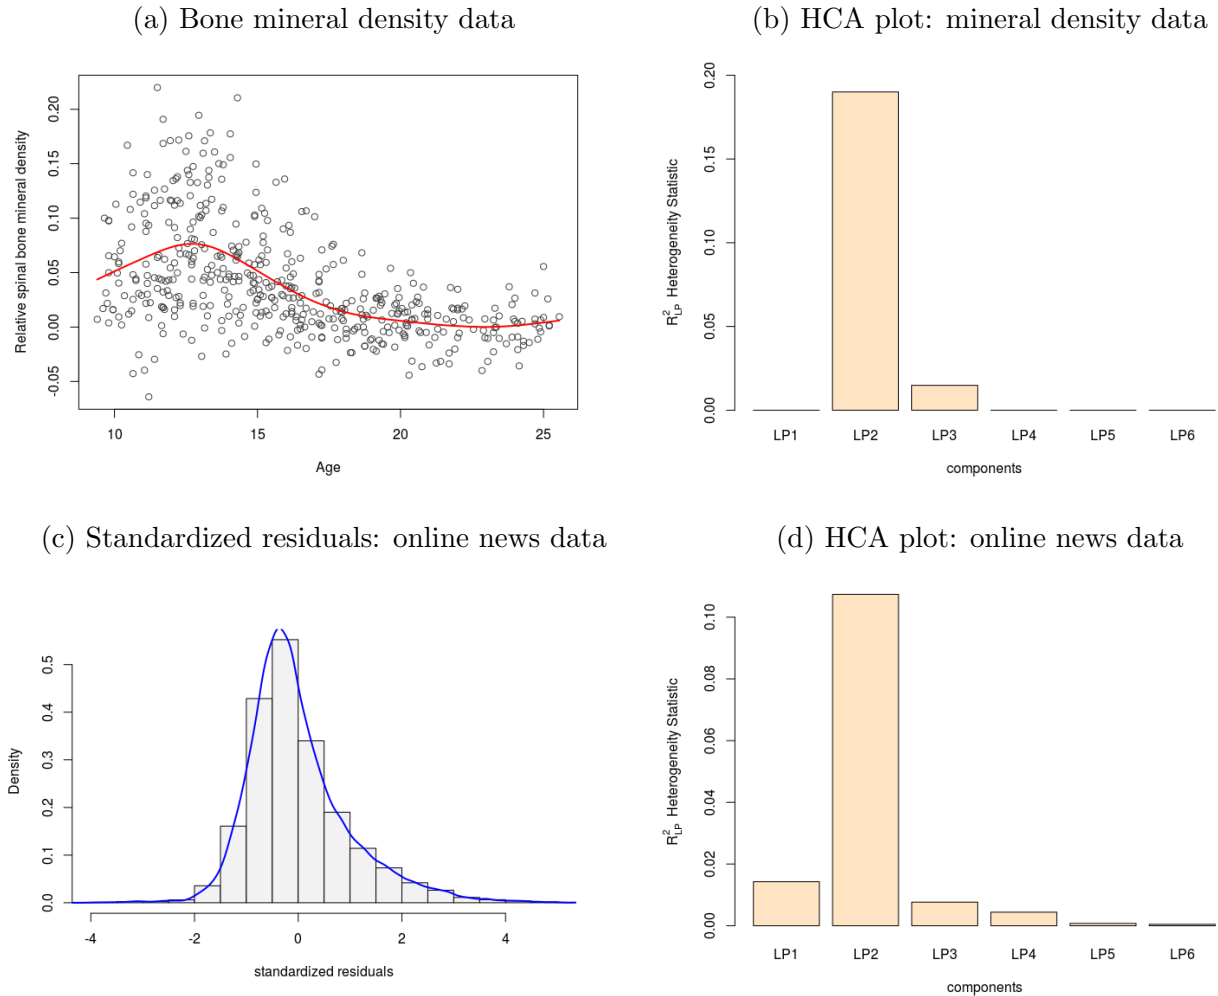 (a) Bone mineral density data
Relative spinal bone mineral density
0.20
0.15
0.10
0.05
0.00
-0.05
10 15 20 25
Age
(b) HCA plot: mineral density data
R²LP Heterogeneity Statistic
0.20
0.15
0.10
0.05
0.00
LP1 LP2 LP3 LP4 LP5 LP6
components
(c) Standardized residuals: online news data
Density
0.5
0.4
0.3
0.2
0.1
0.0
-4 -2 0 2 4
standardized residuals
(d) HCA plot: online news data
R²LP Heterogeneity Statistic
0.10
0.08
0.06
0.04
0.02
0.00
LP1 LP2 LP3 LP4 LP5 LP6
components